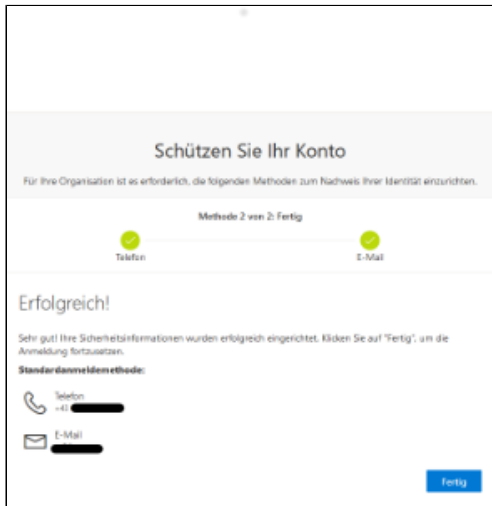 Schützen Sie Ihr Konto
Für Ihre Organisation ist es erforderlich, die folgenden Methoden zum Nachweis Ihrer Identität einzurichten.
Methode 2 von 2: Fertig
Telefon
E-Mail
Erfolgreich!
Sehr gut! Ihre Sicherheitsinformationen wurden erfolgreich eingerichtet. Klicken Sie auf "Fertig", um die
Anmeldung fortzusetzen.
Standardanmeldemethode:
Telefon
+43
E-Mail
Fertig